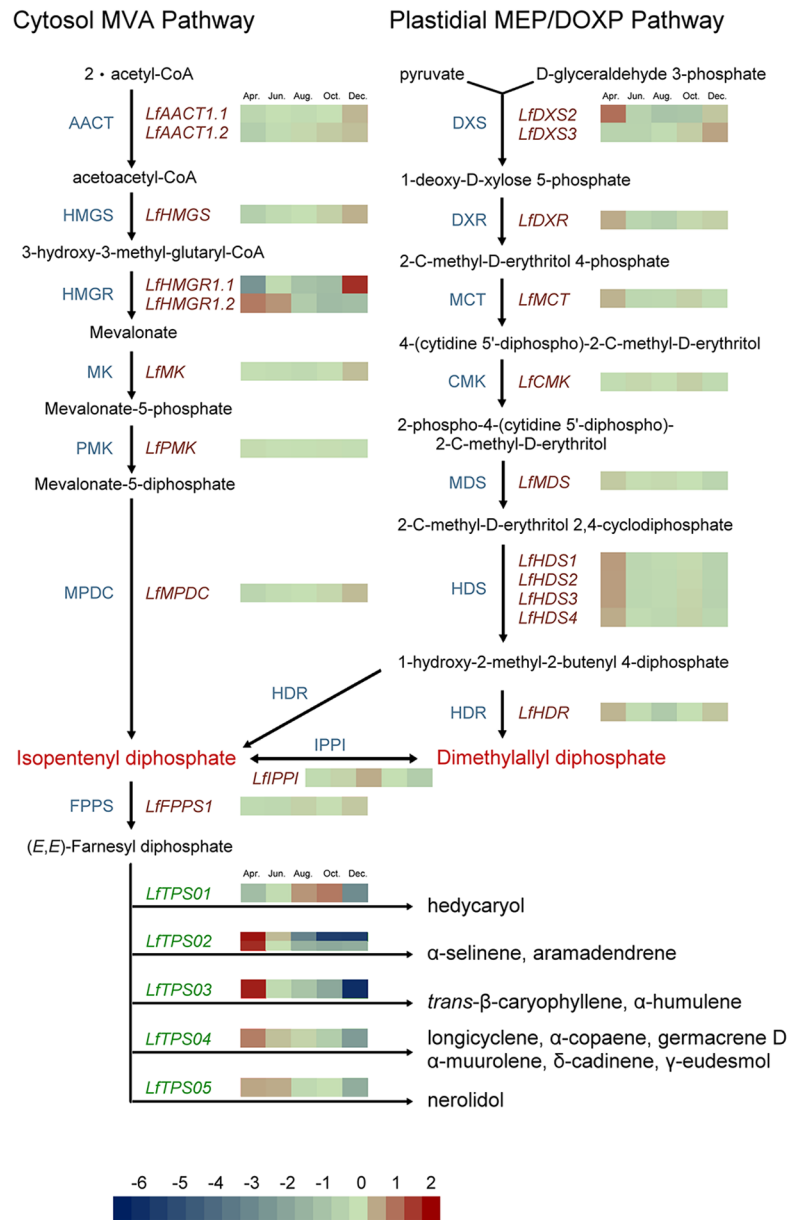 Cytosol MVA Pathway
Plastidial MEP/DOXP Pathway
2 · acetyl-CoA
Apr. Jun. Aug. Oct. Dec.
AACT
LfAACT1.1
LfAACT1.2
acetoacetyl-CoA
HMGS
LfHMGS
3-hydroxy-3-methyl-glutaryl-CoA
HMGR
LfHMGR1.1
LfHMGR1.2
Mevalonate
MK
LfMK
Mevalonate-5-phosphate
PMK
LfPMK
Mevalonate-5-diphosphate
MPDC
LfMPDC
pyruvate
D-glyceraldehyde 3-phosphate
Apr. Jun. Aug. Oct. Dec.
DXS
LfDXS2
LfDXS3
1-deoxy-D-xylose 5-phosphate
DXR
LfDXR
2-C-methyl-D-erythritol 4-phosphate
MCT
LfMCT
4-(cytidine 5'-diphospho)-2-C-methyl-D-erythritol
CMK
LfCMK
2-phospho-4-(cytidine 5'-diphospho)-
2-C-methyl-D-erythritol
MDS
LfMDS
2-C-methyl-D-erythritol 2,4-cyclodiphosphate
HDS
LfHDS1
LfHDS2
LfHDS3
LfHDS4
1-hydroxy-2-methyl-2-butenyl 4-diphosphate
HDR
HDR
LfHDR
Isopentenyl diphosphate
IPPI
Dimethylallyl diphosphate
LfIPPI
FPPS
LfFPPS1
(E,E)-Farnesyl diphosphate
Apr. Jun. Aug. Oct. Dec.
LfTPS01
hedycaryol
LfTPS02
α-selinene, aramadendrene
LfTPS03
trans-β-caryophyllene, α-humulene
LfTPS04
longicyclene, α-copaene, germacrene D
α-muurolene, δ-cadinene, γ-eudesmol
LfTPS05
nerolidol
-6 -5 -4 -3 -2 -1 0 1 2